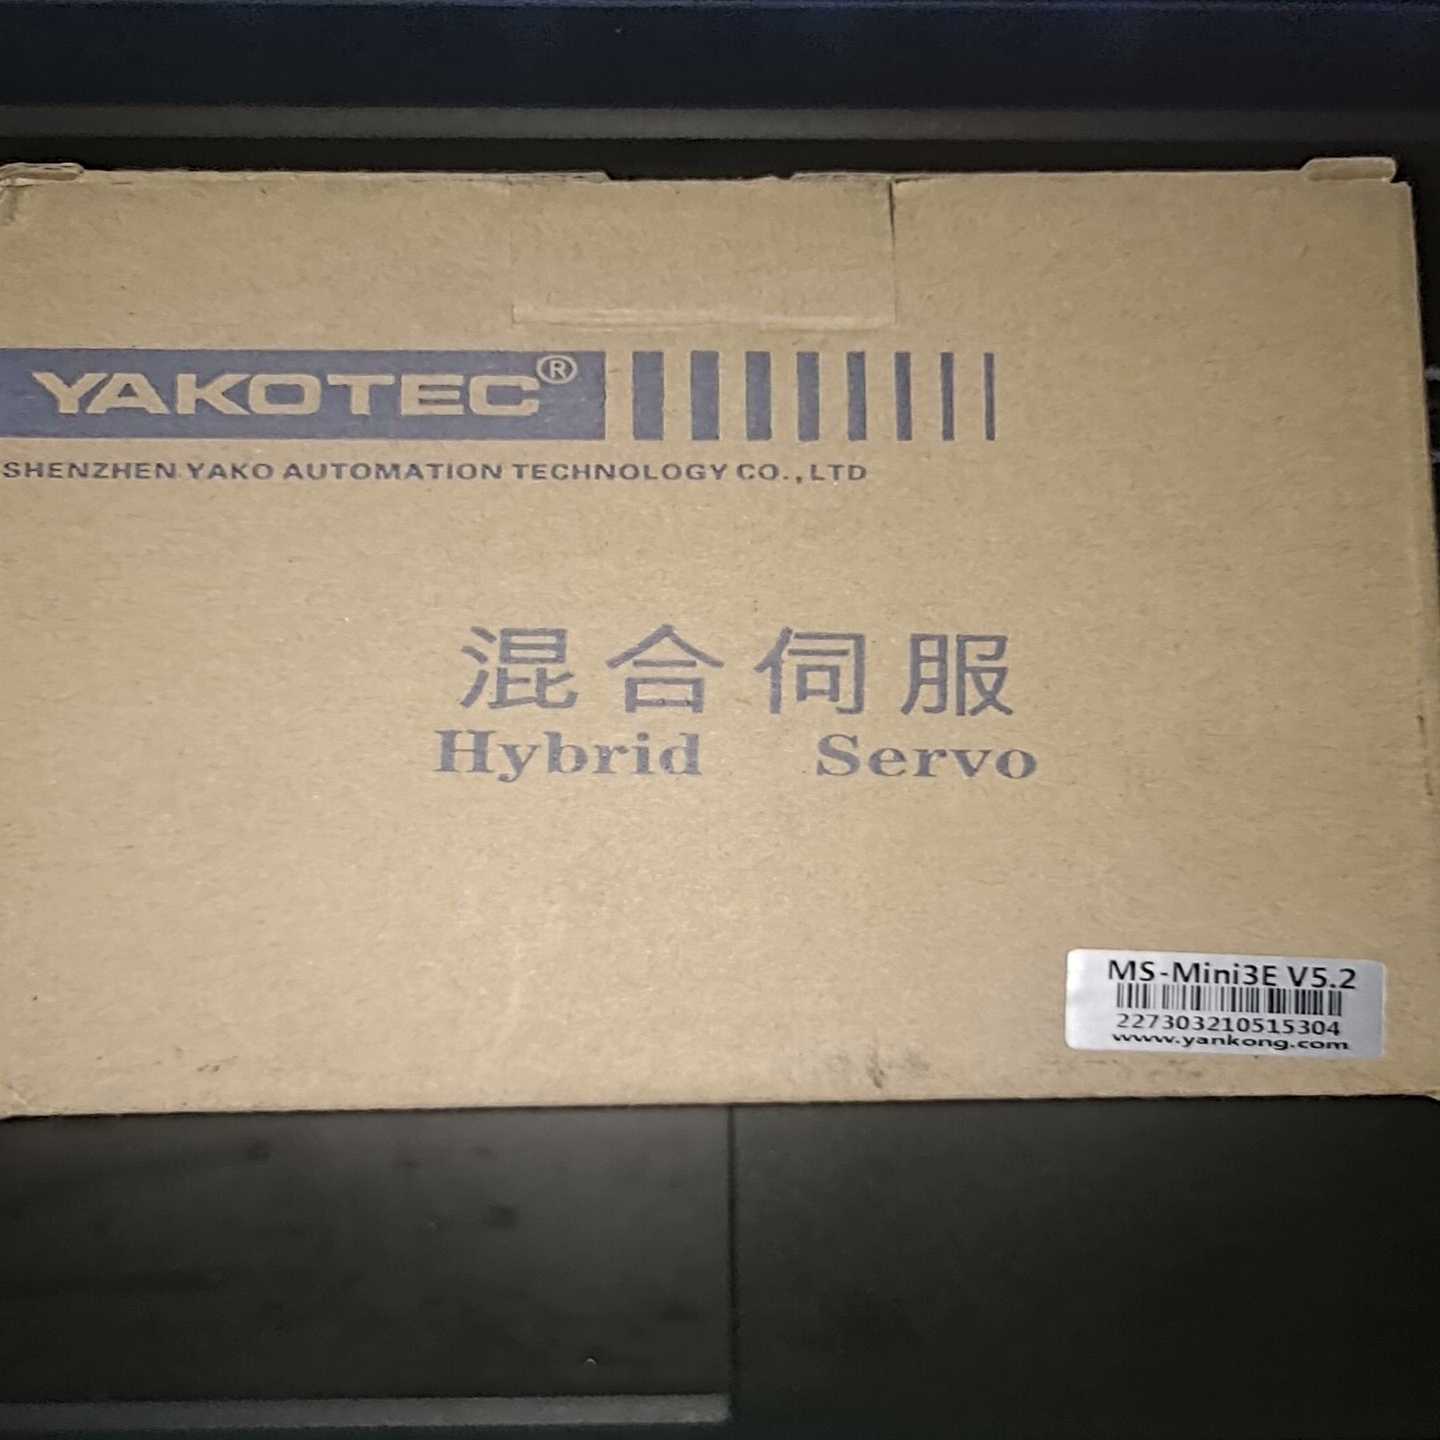 YAKOTEC®
SHENZHEN YAKO AUTOMATION TECHNOLOGY CO.,LTD
混合伺服
Hybrid Servo
MS-Mini3E V5.2
227303210515304
www.yankong.com